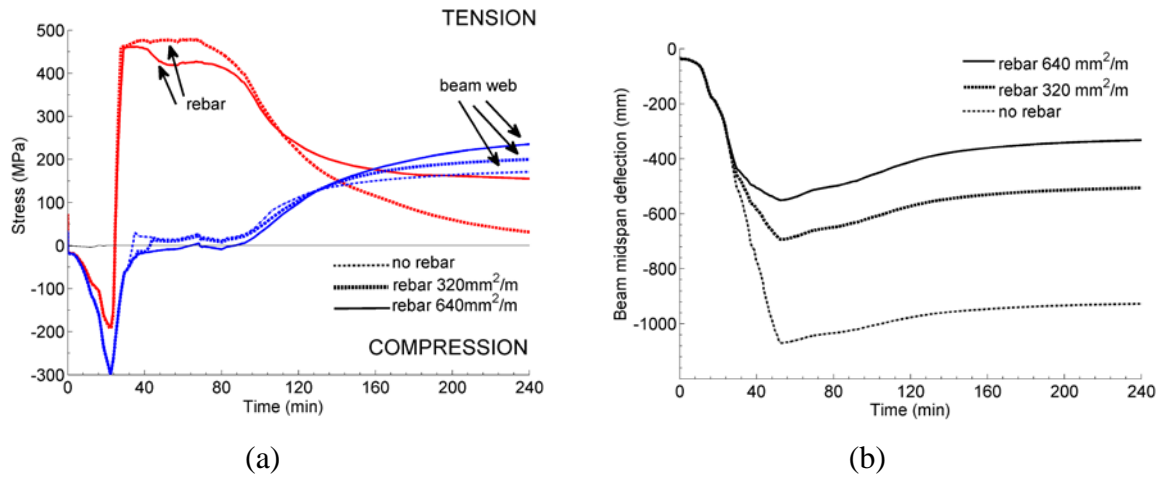 TENSION
500
400
300
200
100
0
-100
-200
-300
Stress (MPa)
rebar
beam web
no rebar
rebar 320mm²/m
rebar 640mm²/m
COMPRESSION
0 40 80 120 160 200 240
Time (min)
(a)
0
-200
-400
-600
-800
-1000
Beam midspan deflection (mm)
rebar 640 mm²/m
rebar 320 mm²/m
no rebar
0 40 80 120 160 200 240
Time (min)
(b)